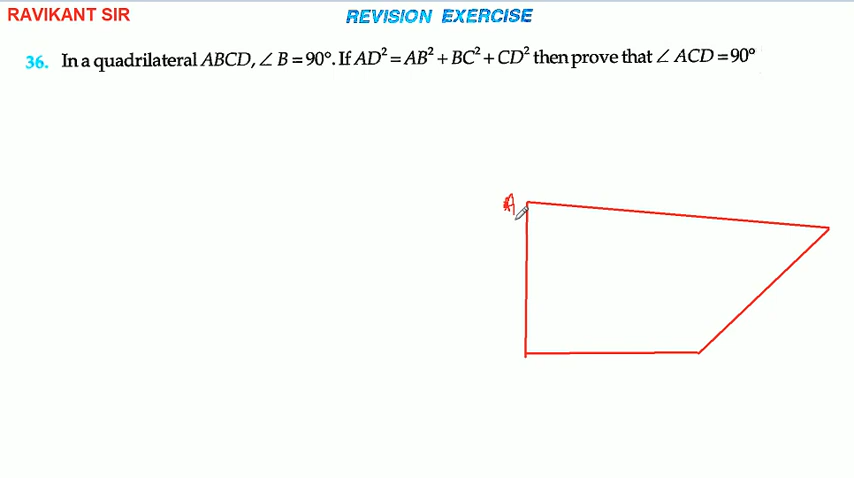 RAVIKANT SIR
REVISION EXERCISE
36. In a quadrilateral ABCD, ∠ B = 90°. If AD² = AB² + BC² + CD² then prove that ∠ ACD = 90°
A